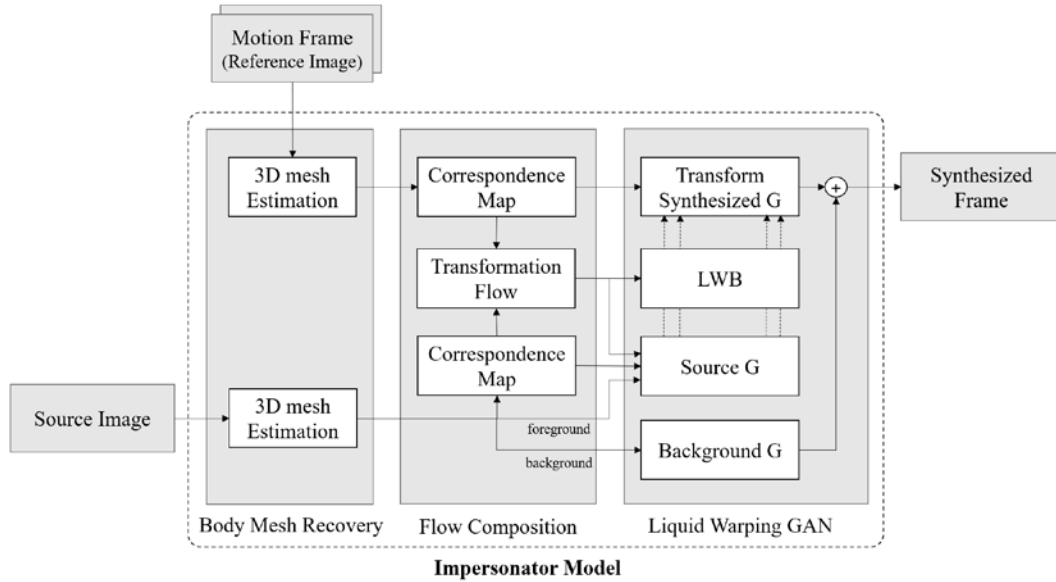 Motion Frame
(Reference Image)
3D mesh
Estimation
Correspondence
Map
Transform
Synthesized G
+
Synthesized
Frame
Transformation
Flow
LWB
Correspondence
Map
Source G
Source Image
3D mesh
Estimation
foreground
background
Background G
Body Mesh Recovery
Flow Composition
Liquid Warping GAN
Impersonator Model